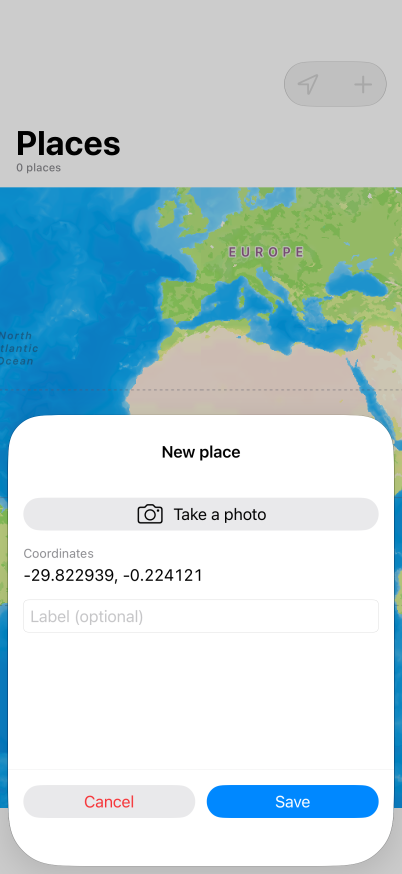 Places
0 places
EUROPE
North
Atlantic
Ocean
New place
Take a photo
Coordinates
-29.822939, -0.224121
Label (optional)
Cancel
Save